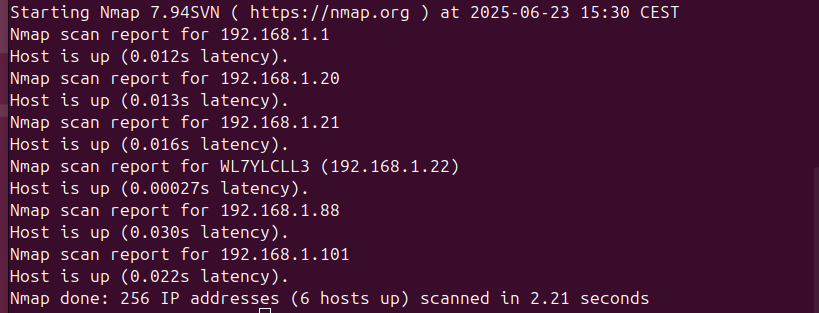 Starting Nmap 7.94SVN ( https://nmap.org ) at 2025-06-23 15:30 CEST
Nmap scan report for 192.168.1.1
Host is up (0.012s latency).
Nmap scan report for 192.168.1.20
Host is up (0.013s latency).
Nmap scan report for 192.168.1.21
Host is up (0.016s latency).
Nmap scan report for WL7YLCLL3 (192.168.1.22)
Host is up (0.00027s latency).
Nmap scan report for 192.168.1.88
Host is up (0.030s latency).
Nmap scan report for 192.168.1.101
Host is up (0.022s latency).
Nmap done: 256 IP addresses (6 hosts up) scanned in 2.21 seconds